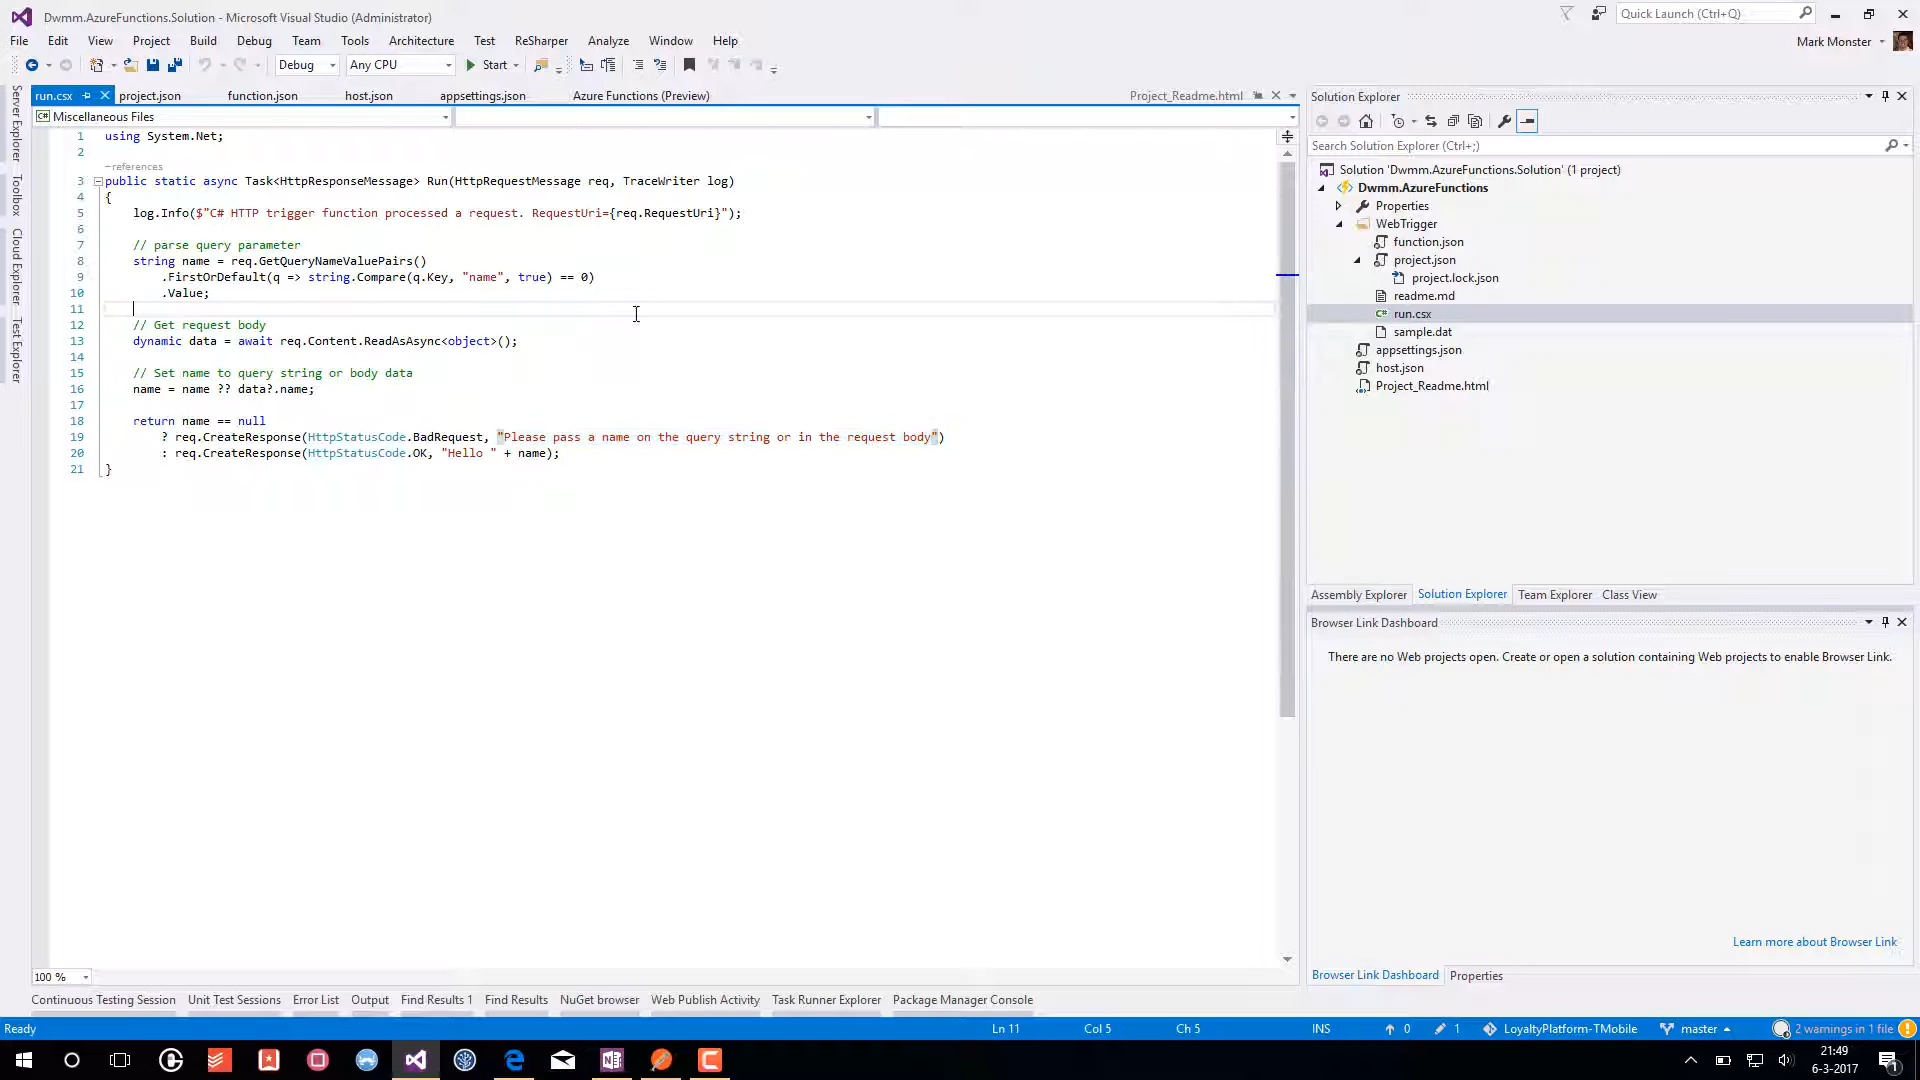 Dwmm.AzureFunctions.Solution - Microsoft Visual Studio (Administrator)
Quick Launch (Ctrl+Q)
File Edit View Project Build Debug Team Tools Architecture Test ReSharper Analyze Window Help
Mark Monster
Debug Any CPU Start
run.csx project.json function.json host.json appsettings.json Azure Functions (Preview) Project_Readme.html
Miscellaneous Files
Server Explorer
Toolbox
Cloud Explorer
Test Explorer
1 using System.Net;
2
references
3 public static async Task<HttpResponseMessage> Run(HttpRequestMessage req, TraceWriter log)
4 {
5 log.Info($"C# HTTP trigger function processed a request. RequestUri={req.RequestUri}");
6
7 // parse query parameter
8 string name = req.GetQueryNameValuePairs()
9 .FirstOrDefault(q => string.Compare(q.Key, "name", true) == 0)
10 .Value;
11
12 // Get request body
13 dynamic data = await req.Content.ReadAsAsync<object>();
14
15 // Set name to query string or body data
16 name = name ?? data?.name;
17
18 return name == null
19 ? req.CreateResponse(HttpStatusCode.BadRequest, "Please pass a name on the query string or in the request body")
20 : req.CreateResponse(HttpStatusCode.OK, "Hello " + name);
21 }
100 %
Solution Explorer
Search Solution Explorer (Ctrl+;)
Solution 'Dwmm.AzureFunctions.Solution' (1 project)
Dwmm.AzureFunctions
Properties
WebTrigger
function.json
project.json
project.lock.json
readme.md
run.csx
sample.dat
appsettings.json
host.json
Project_Readme.html
Assembly Explorer Solution Explorer Team Explorer Class View
Browser Link Dashboard
There are no Web projects open. Create or open a solution containing Web projects to enable Browser Link.
Learn more about Browser Link
Browser Link Dashboard Properties
Continuous Testing Session Unit Test Sessions Error List Output Find Results 1 Find Results NuGet browser Web Publish Activity Task Runner Explorer Package Manager Console
Ready Ln 11 Col 5 Ch 5 INS 0 1 LoyaltyPlatform-TMobile master 2 warnings in 1 file
21:49
6-3-2017
1